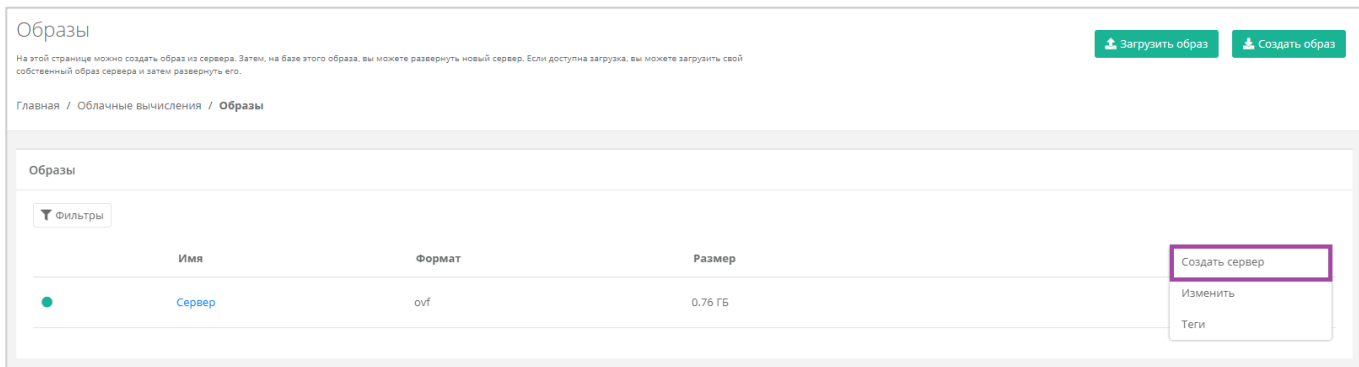 Образы
Загрузить образ
Создать образ
На этой странице можно создать образ из сервера. Затем, на базе этого образа, вы можете развернуть новый сервер. Если доступна загрузка, вы можете загрузить свой
собственный образ сервера и затем развернуть его.
Главная / Облачные вычисления / Образы
Образы
Фильтры
Имя Формат Размер
Создать сервер
Сервер ovf 0.76 ГБ
Изменить
Теги